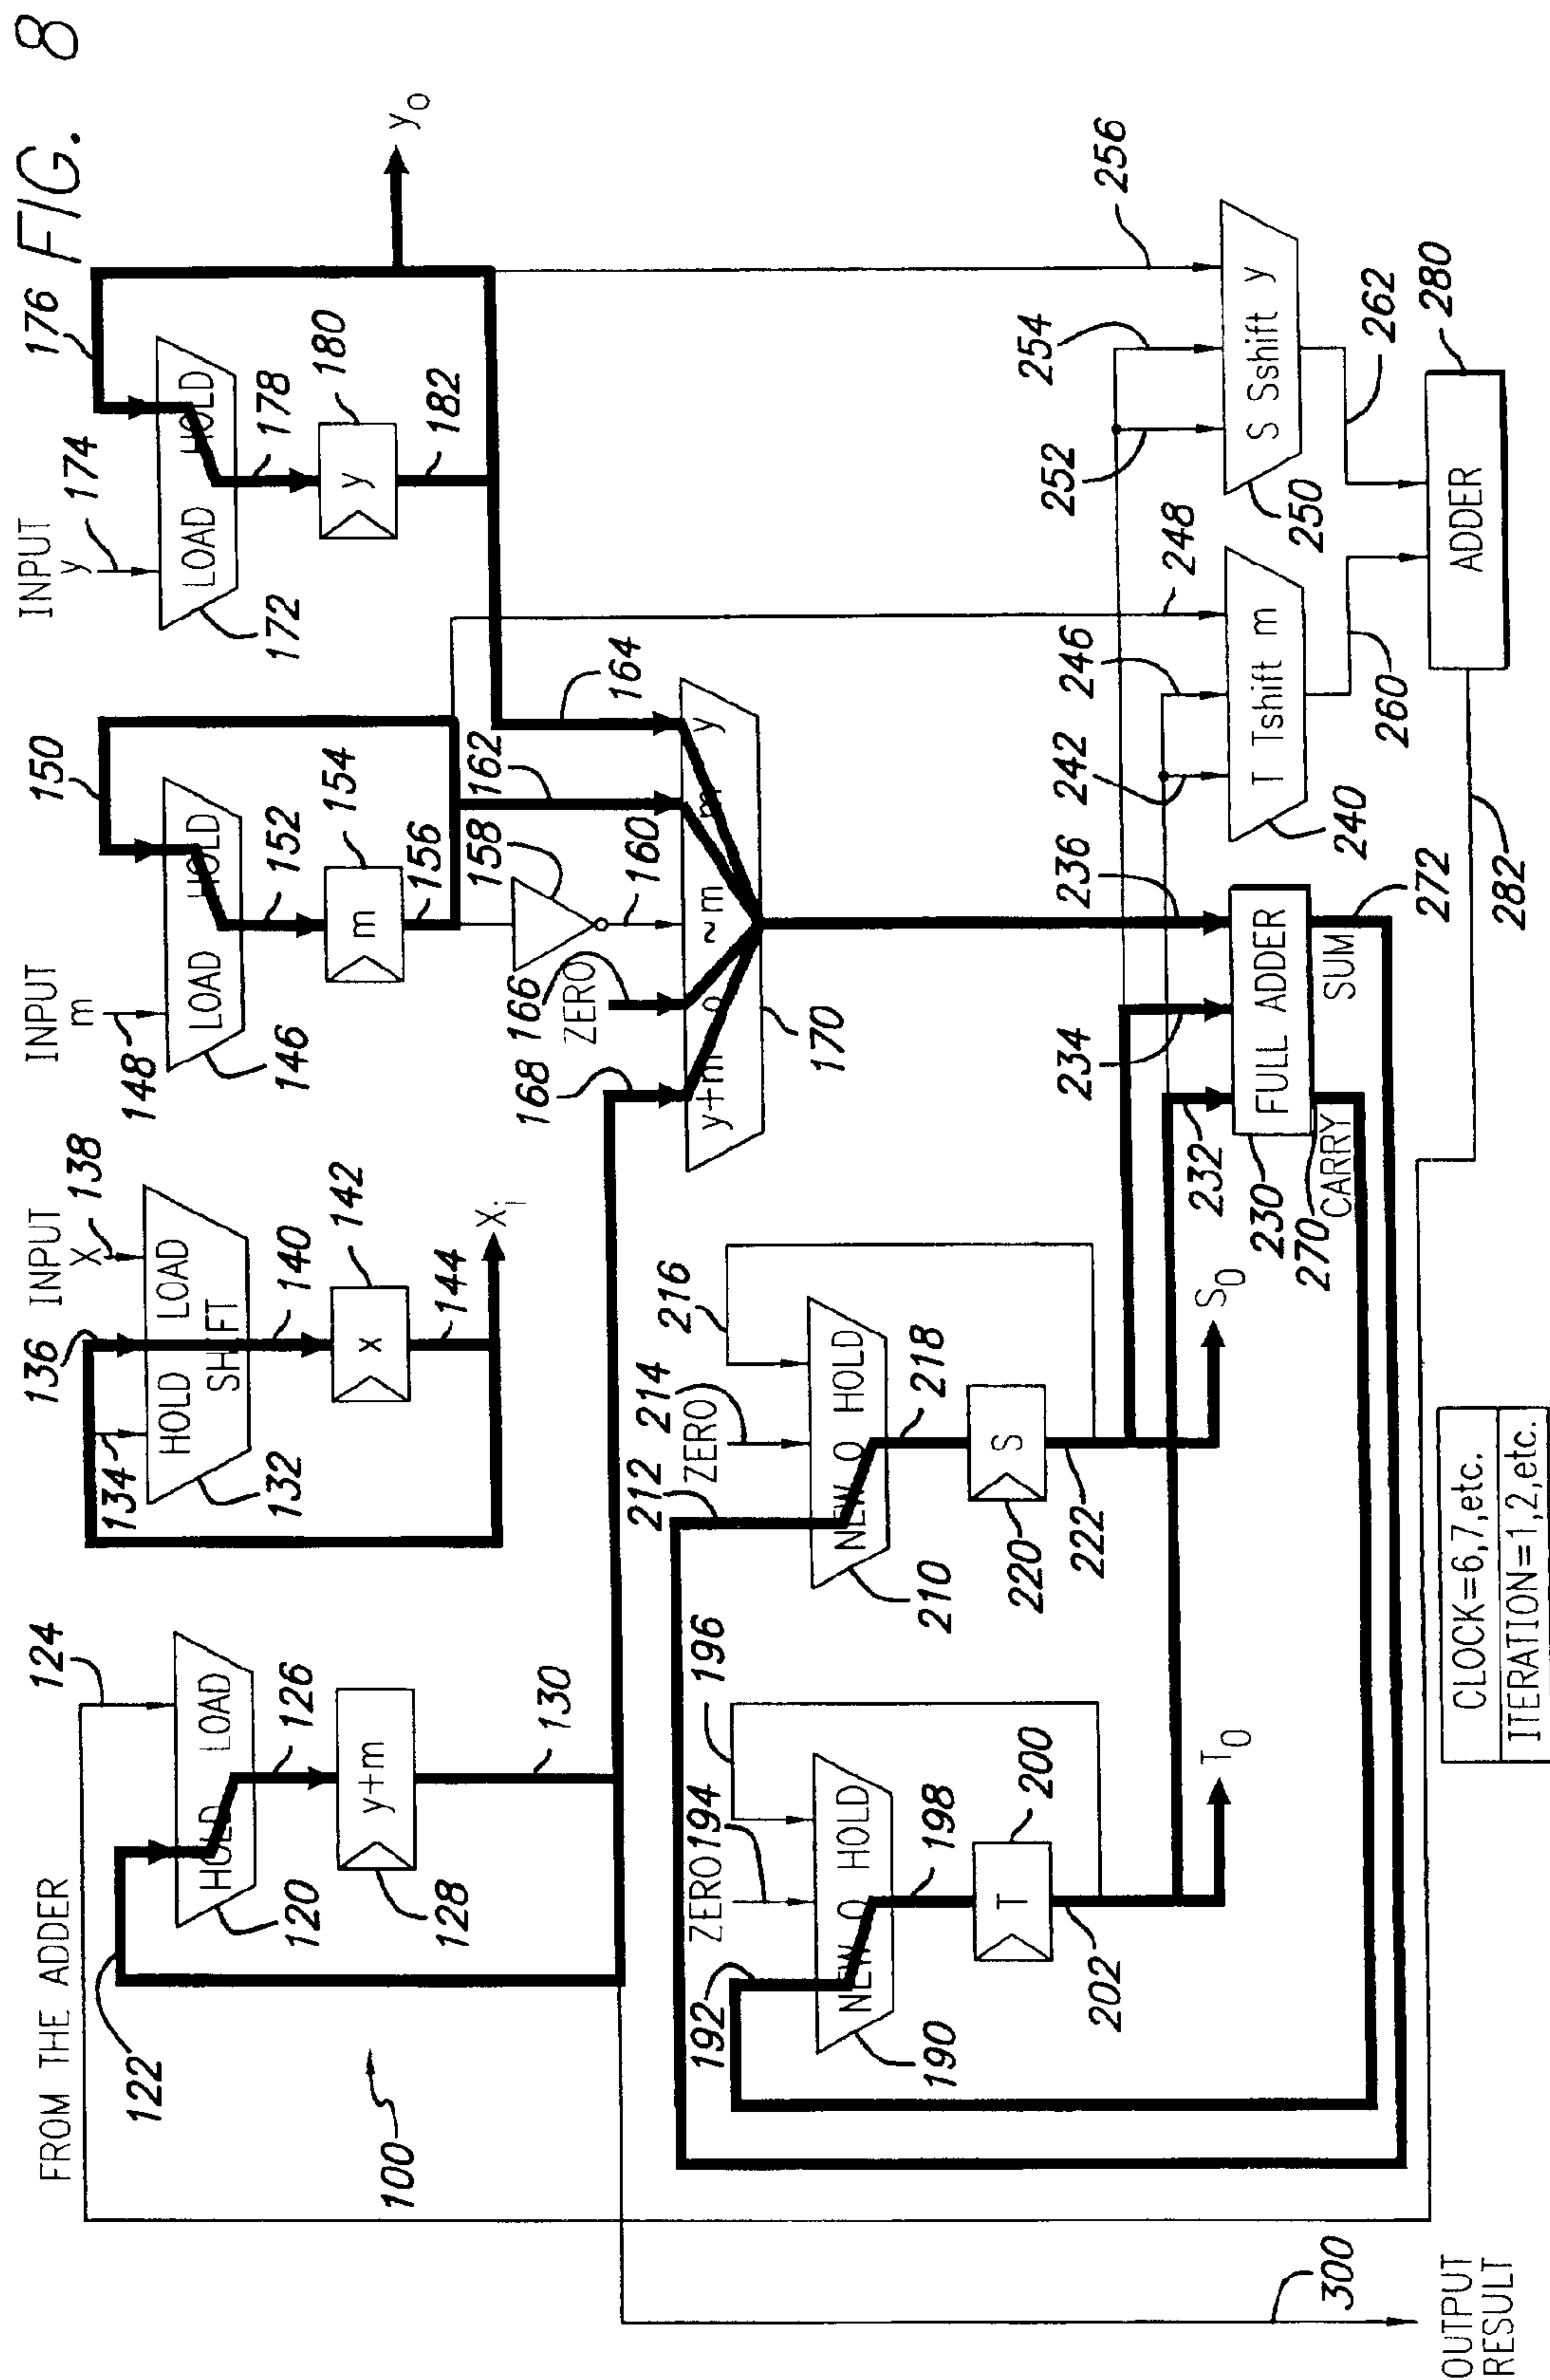 FIG. 8
FROM THE ADDER
124
122
HOLD LOAD
120
126
y+m
128
130
100
INPUT
x
138
136
134
HOLD LOAD
SHIFT
132
140
x
142
144
Xi
INPUT
m
148
150
LOAD HOLD
146
152
m
154
156
158
160
162
164
166
ZERO
168
y+m 0 ~m m y
170
INPUT
y
174
176
LOAD HOLD
172
178
y
180
182
y0
192
ZERO
194
196
NEW 0 HOLD
190
198
T
200
202
T0
212
ZERO
214
216
NEW 0 HOLD
210
218
S
220
222
S0
232
234
236
FULL ADDER
230
270
CARRY
SUM
272
242
246
248
T Tshift m
240
260
252
254
256
S Sshift y
250
262
ADDER
280
282
300
OUTPUT
RESULT
CLOCK=6,7,etc.
ITERATION=1,2,etc.